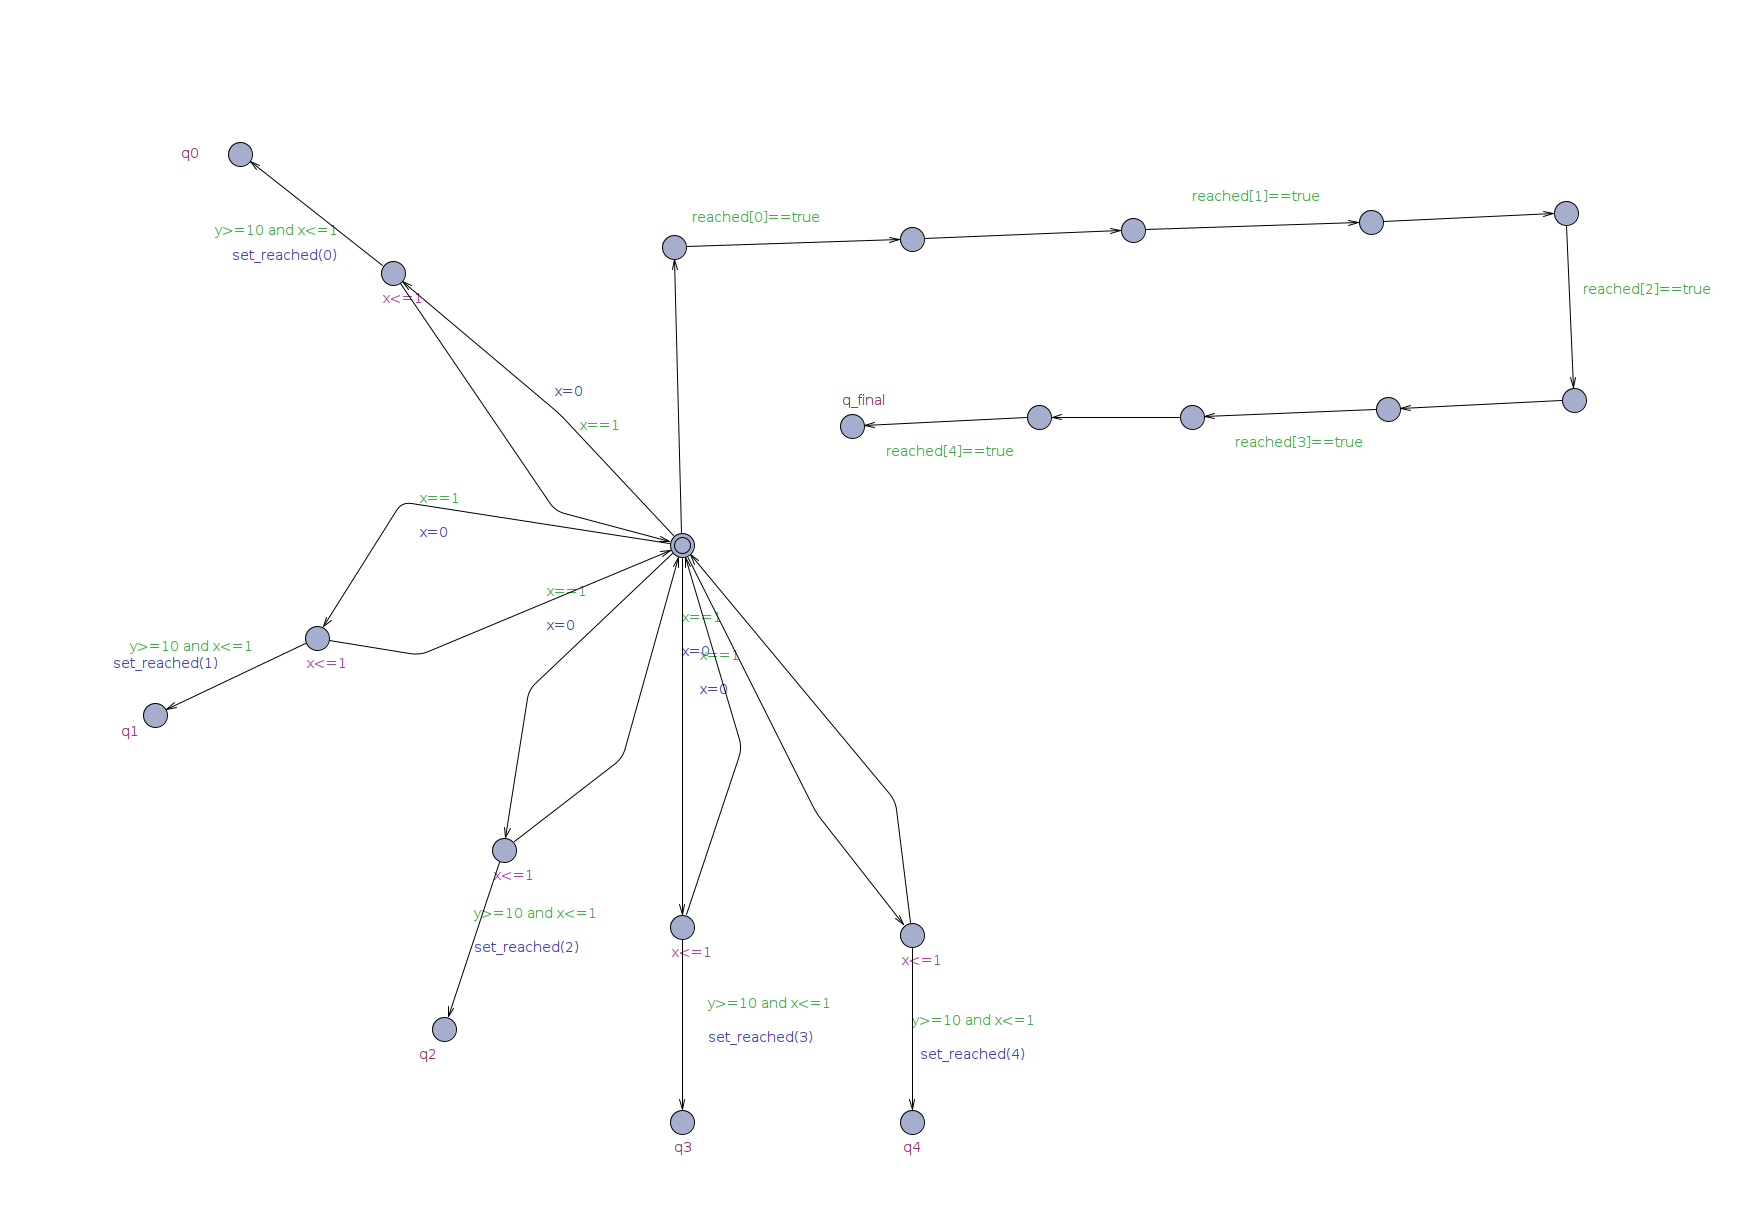 q0
reached[1]==true
reached[0]==true
y>=10 and x<=1
set_reached(0)
reached[2]==true
x<=1
x=0
q_final
x==1
reached[3]==true
reached[4]==true
x==1
x=0
x==1
x==1
x=0
y>=10 and x<=1
set_reached(1)
x=0
x==1
x<=1
x=0
q1
x<=1
y>=10 and x<=1
set_reached(2)
x<=1
x<=1
y>=10 and x<=1
y>=10 and x<=1
set_reached(3)
q2
set_reached(4)
q3
q4